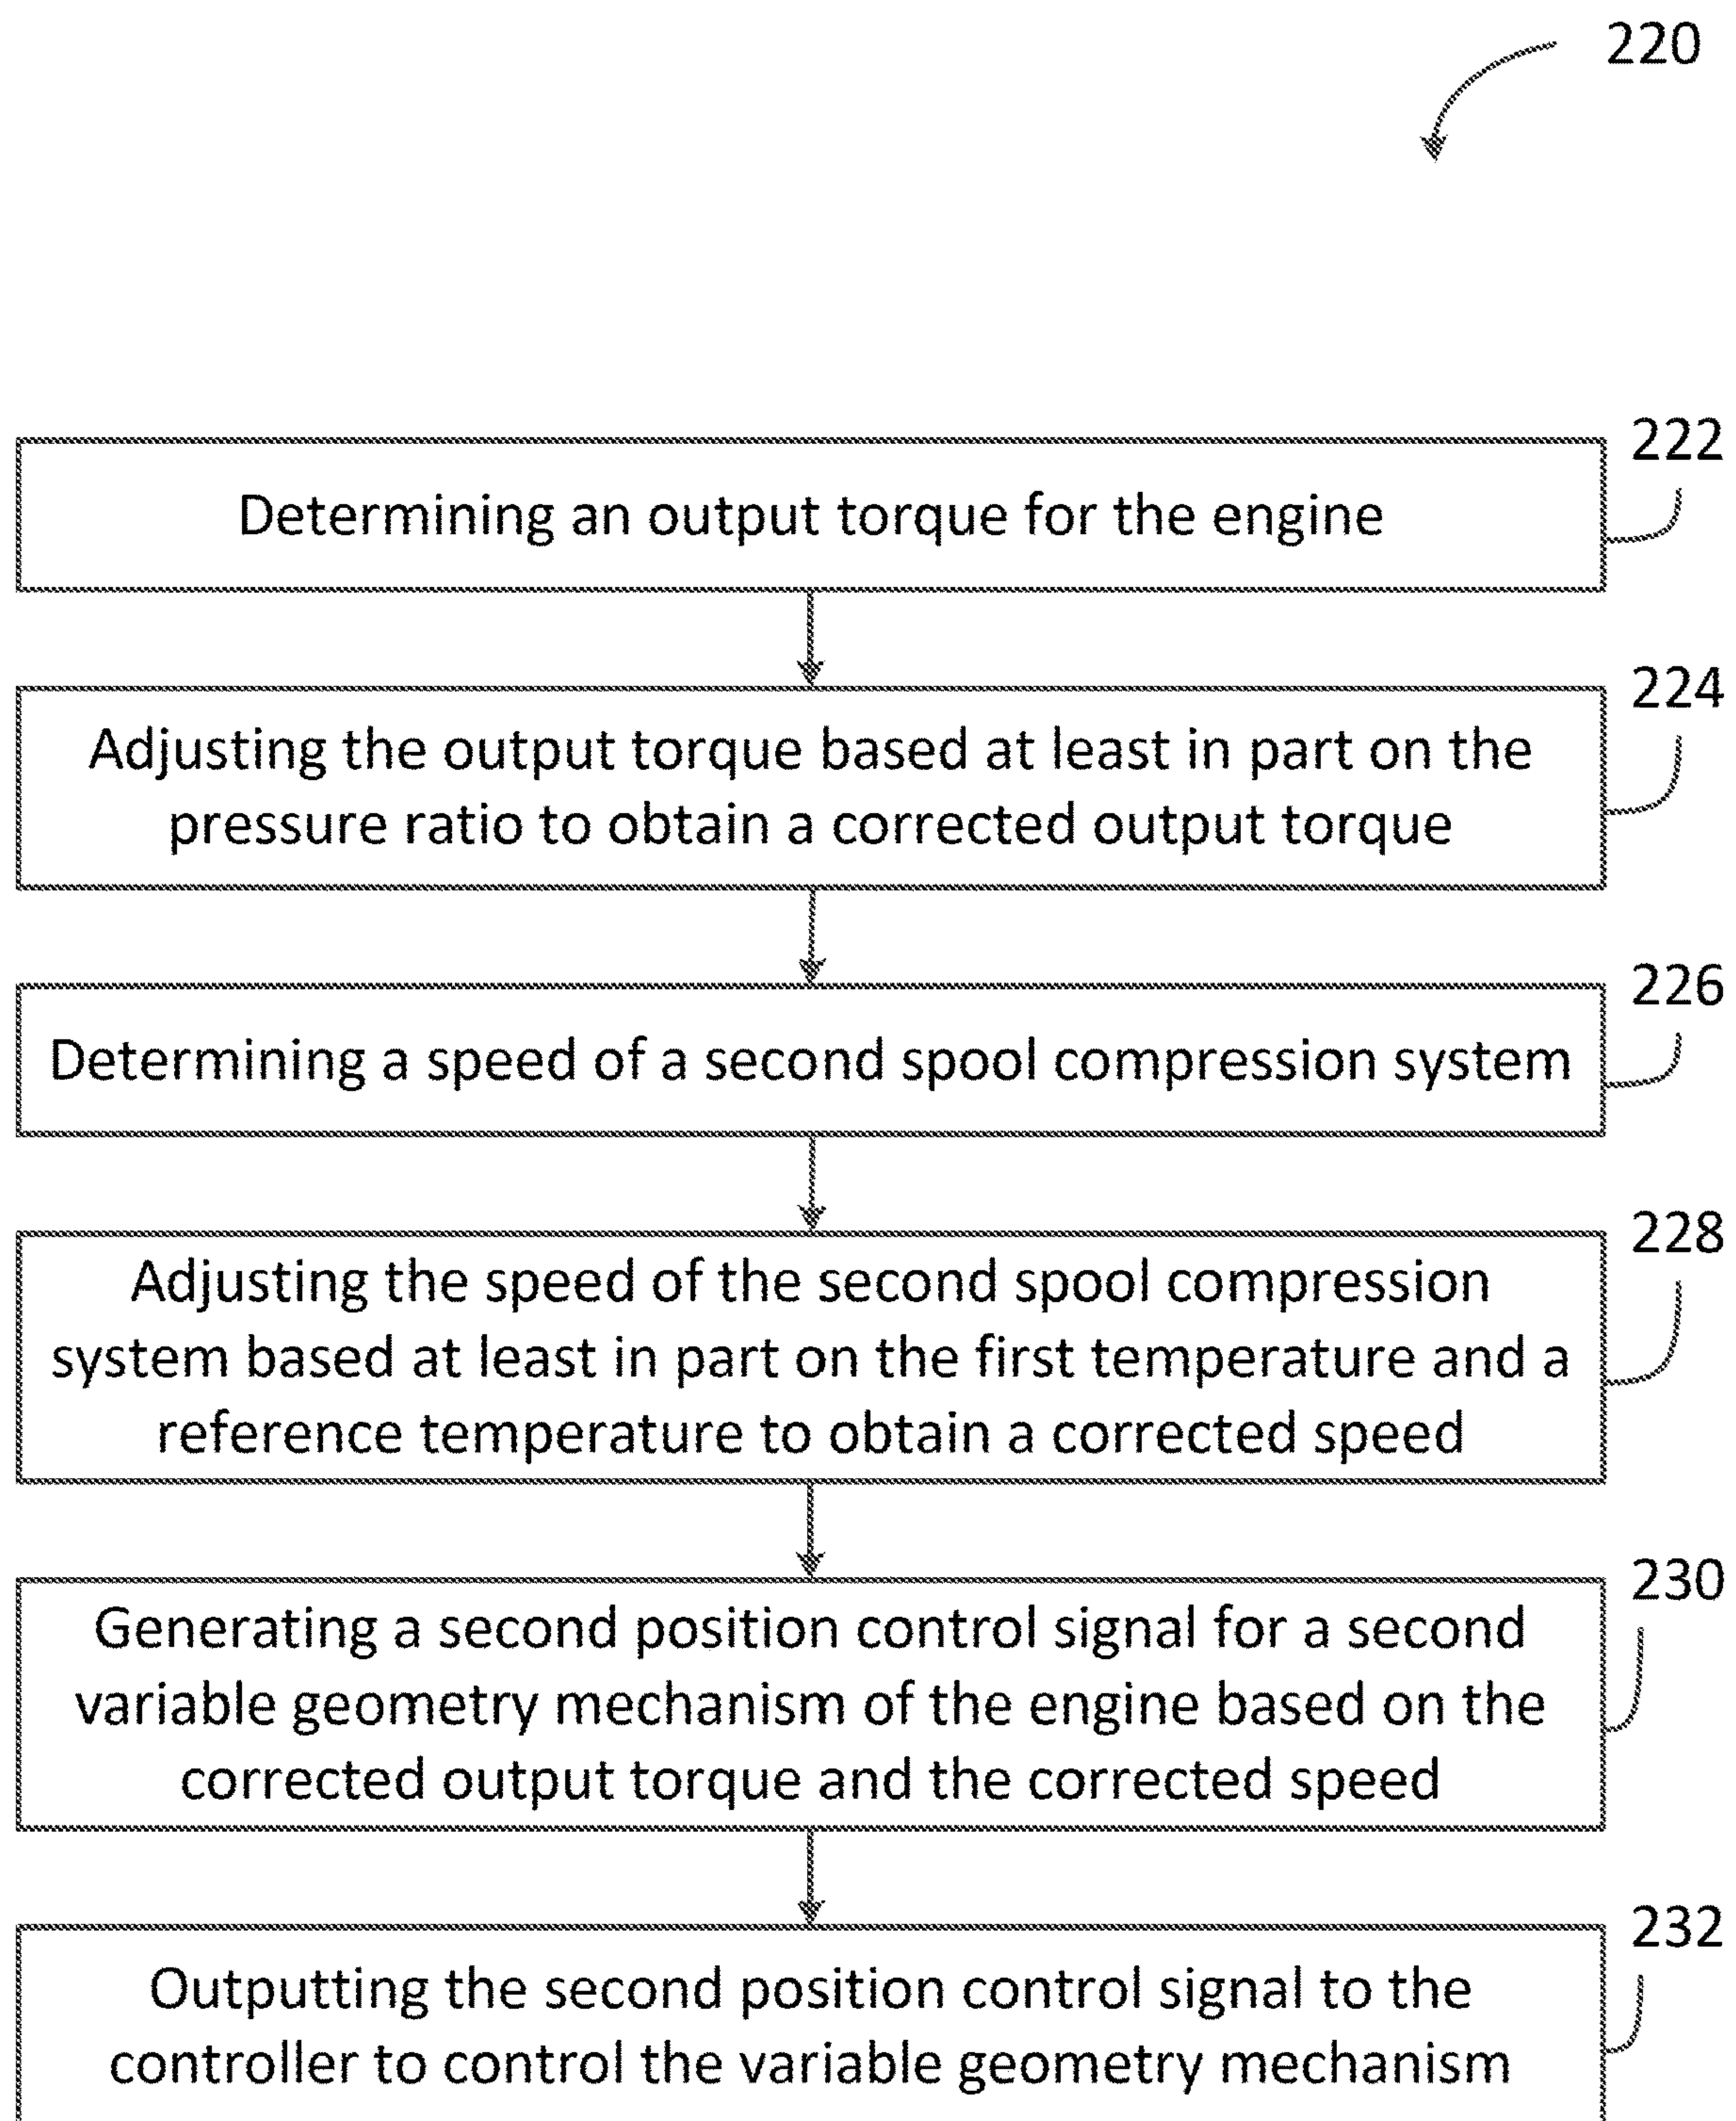 220
222
Determining an output torque for the engine
224
Adjusting the output torque based at least in part on the
pressure ratio to obtain a corrected output torque
226
Determining a speed of a second spool compression system
228
Adjusting the speed of the second spool compression
system based at least in part on the first temperature and a
reference temperature to obtain a corrected speed
230
Generating a second position control signal for a second
variable geometry mechanism of the engine based on the
corrected output torque and the corrected speed
232
Outputting the second position control signal to the
controller to control the variable geometry mechanism